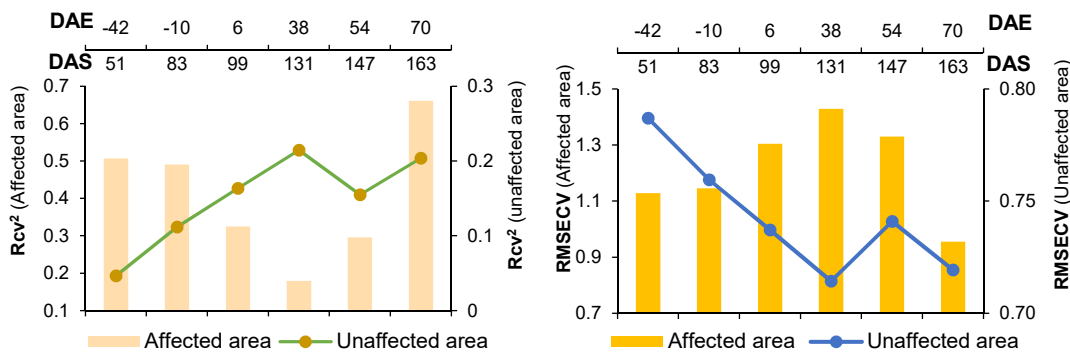 DAE -42 -10 6 38 54 70
DAS 51 83 99 131 147 163
Rcv² (Affected area)
0.7
0.6
0.5
0.4
0.3
0.2
0.1
0.3
0.2
0.1
0
Rcv² (unaffected area)
Affected area Unaffected area
-42 -10 6 38 54 70 DAE
51 83 99 131 147 163 DAS
RMSECV (Affected area)
1.5
1.3
1.1
0.9
0.7
0.80
0.75
0.70
RMSECV (Unaffected area)
Affected area Unaffected area